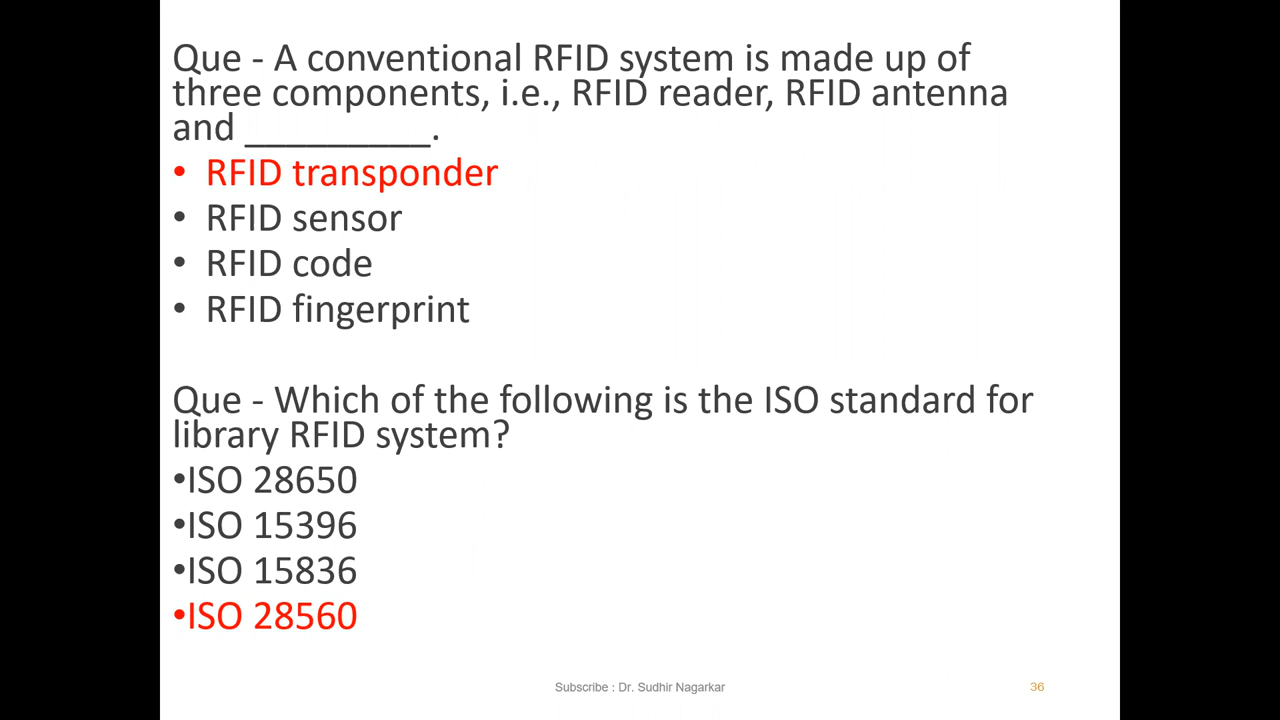 Que - A conventional RFID system is made up of
three components, i.e., RFID reader, RFID antenna
and _________.
• RFID transponder
• RFID sensor
• RFID code
• RFID fingerprint
Que - Which of the following is the ISO standard for
library RFID system?
•ISO 28650
•ISO 15396
•ISO 15836
•ISO 28560
Subscribe : Dr. Sudhir Nagarkar
36